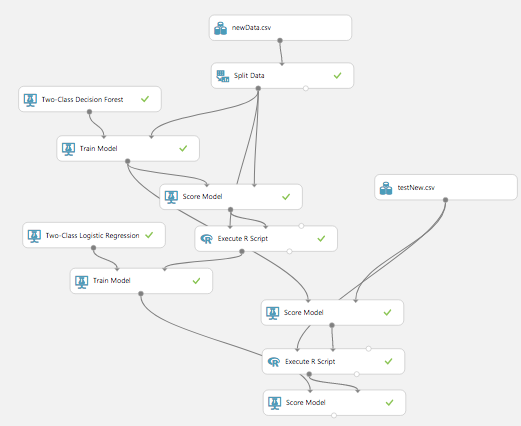 newData.csv
Split Data
Two-Class Decision Forest
Train Model
Score Model
testNew.csv
Two-Class Logistic Regression
Execute R Script
Train Model
Score Model
Execute R Script
Score Model